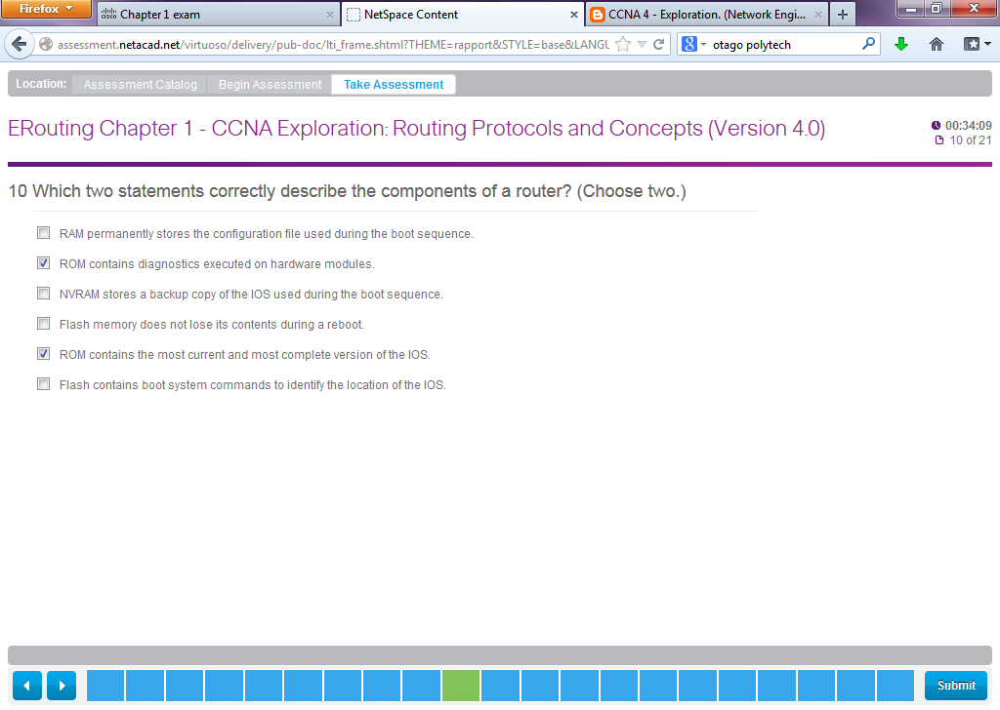 Firefox
Chapter 1 exam
NetSpace Content
CCNA 4 - Exploration. (Network Engi...
assessment.netacad.net/virtuoso/delivery/pub-doc/lti_frame.shtml?THEME=rapport&STYLE=base&LANGU
otago polytech
Location: Assessment Catalog Begin Assessment Take Assessment
ERouting Chapter 1 - CCNA Exploration: Routing Protocols and Concepts (Version 4.0)
00:34:09
10 of 21
10 Which two statements correctly describe the components of a router? (Choose two.)
RAM permanently stores the configuration file used during the boot sequence.
ROM contains diagnostics executed on hardware modules.
NVRAM stores a backup copy of the IOS used during the boot sequence.
Flash memory does not lose its contents during a reboot.
ROM contains the most current and most complete version of the IOS.
Flash contains boot system commands to identify the location of the IOS.
Submit